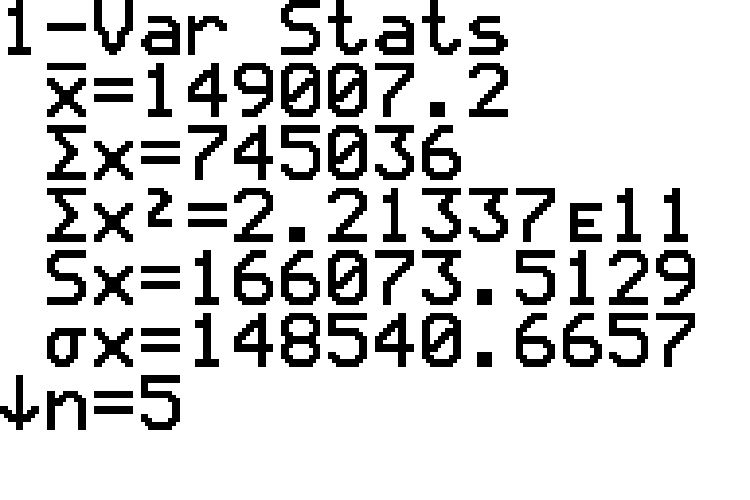 1-Var Stats
x̄=149007.2
Σx=745036
Σx²=2.21337ᴇ11
Sx=166073.5129
σx=148540.6657
↓n=5